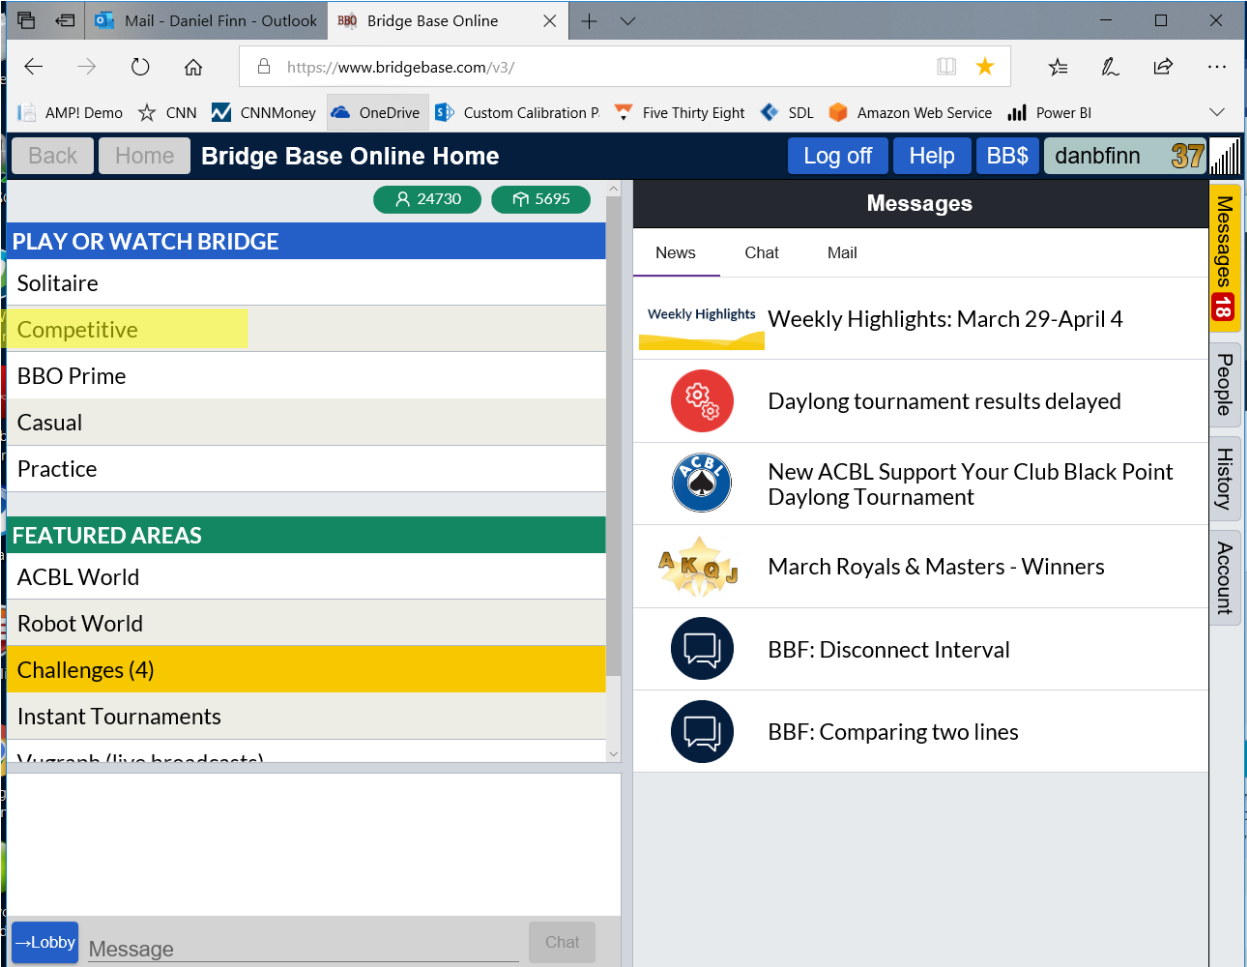 Mail - Daniel Finn - Outlook
BBO Bridge Base Online
https://www.bridgebase.com/v3/
AMP! Demo CNN CNNMoney OneDrive Custom Calibration P. Five Thirty Eight SDL Amazon Web Service Power BI
Back Home Bridge Base Online Home Log off Help BB$ danbfinn 37
24730 5695
PLAY OR WATCH BRIDGE
Solitaire
Competitive
BBO Prime
Casual
Practice
FEATURED AREAS
ACBL World
Robot World
Challenges (4)
Instant Tournaments
Vugraph (live broadcasts)
→Lobby Message Chat
Messages
News Chat Mail
Weekly Highlights Weekly Highlights: March 29-April 4
Daylong tournament results delayed
ACBL
New ACBL Support Your Club Black Point
Daylong Tournament
A K Q J March Royals & Masters - Winners
BBF: Disconnect Interval
BBF: Comparing two lines
Messages 18
People
History
Account